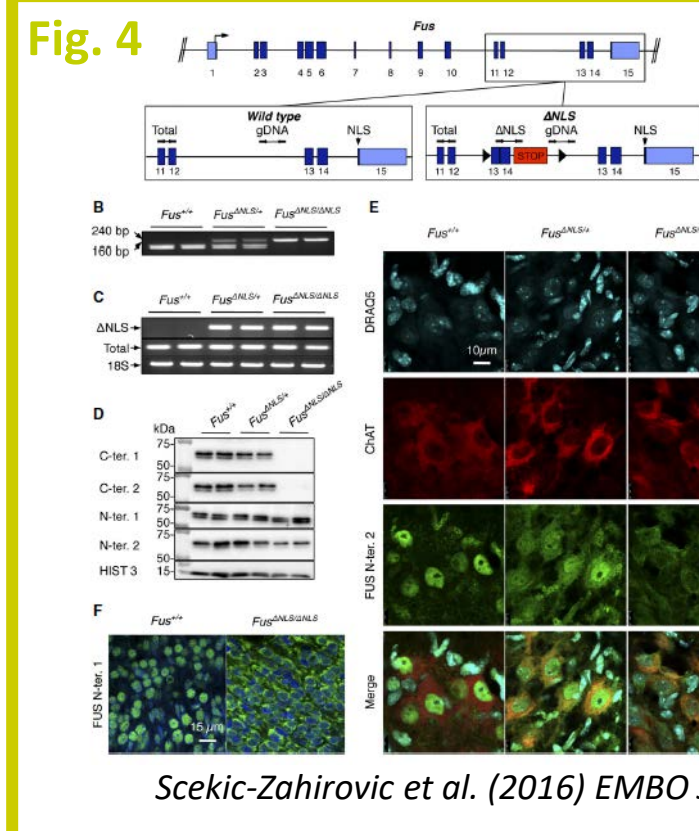 Fig. 4
Fus
1 2 3 4 5 6 7 8 9 10 11 12 13 14 15
Wild type
Total gDNA NLS
11 12 13 14 15
ΔNLS
Total ΔNLS gDNA NLS
STOP
11 12 13 14 13 14 15
B
Fus+/+ FusΔNLS/+ FusΔNLS/ΔNLS
240 bp
160 bp
C
Fus+/+ FusΔNLS/+ FusΔNLS/ΔNLS
ΔNLS
Total
18S
D
Fus+/+ FusΔNLS/+ FusΔNLS/ΔNLS
kDa
C-ter. 1 75- 50-
C-ter. 2 75- 50-
N-ter. 1 75- 50-
N-ter. 2 75- 50-
HIST 3 15-
E
Fus+/+ FusΔNLS/+ FusΔNLS/
DRAQ5
10µm
ChAT
FUS N-ter. 2
Merge
F
Fus+/+ FusΔNLS/ΔNLS
FUS N-ter. 1
15 µm
Scekic-Zahirovic et al. (2016) EMBO